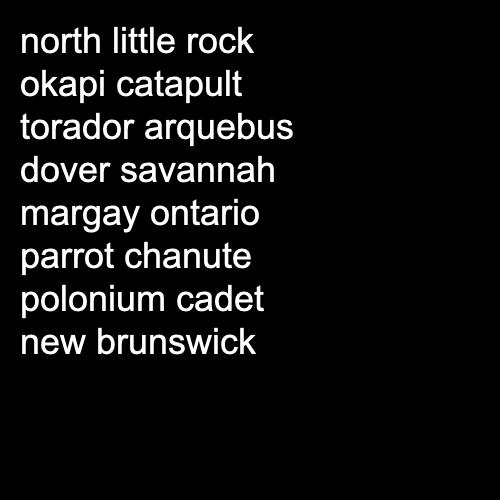 north little rock
okapi catapult
torador arquebus
dover savannah
margay ontario
parrot chanute
polonium cadet
new brunswick